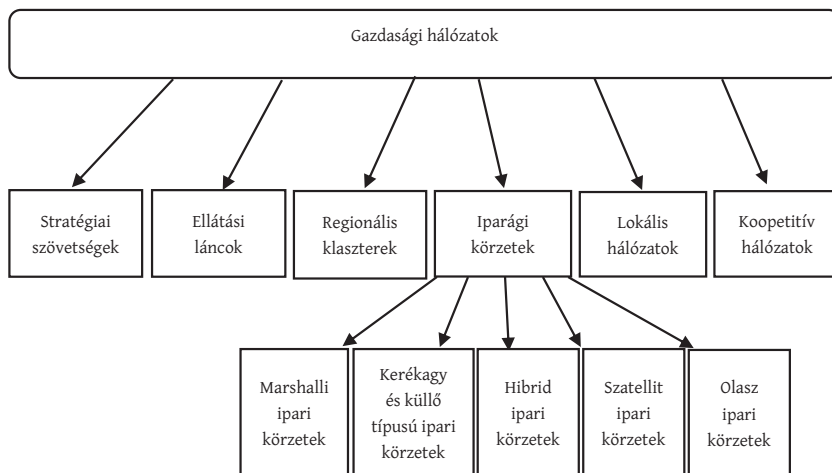 Gazdasági hálózatok
Stratégiai
szövetségek
Ellátási
láncok
Regionális
klaszterek
Iparági
körzetek
Lokális
hálózatok
Koopetitív
hálózatok
Marshalli
ipari
körzetek
Kerékagy
és küllő
típusú ipari
körzetek
Hibrid
ipari
körzetek
Szatellit
ipari
körzetek
Olasz
ipari
körzetek